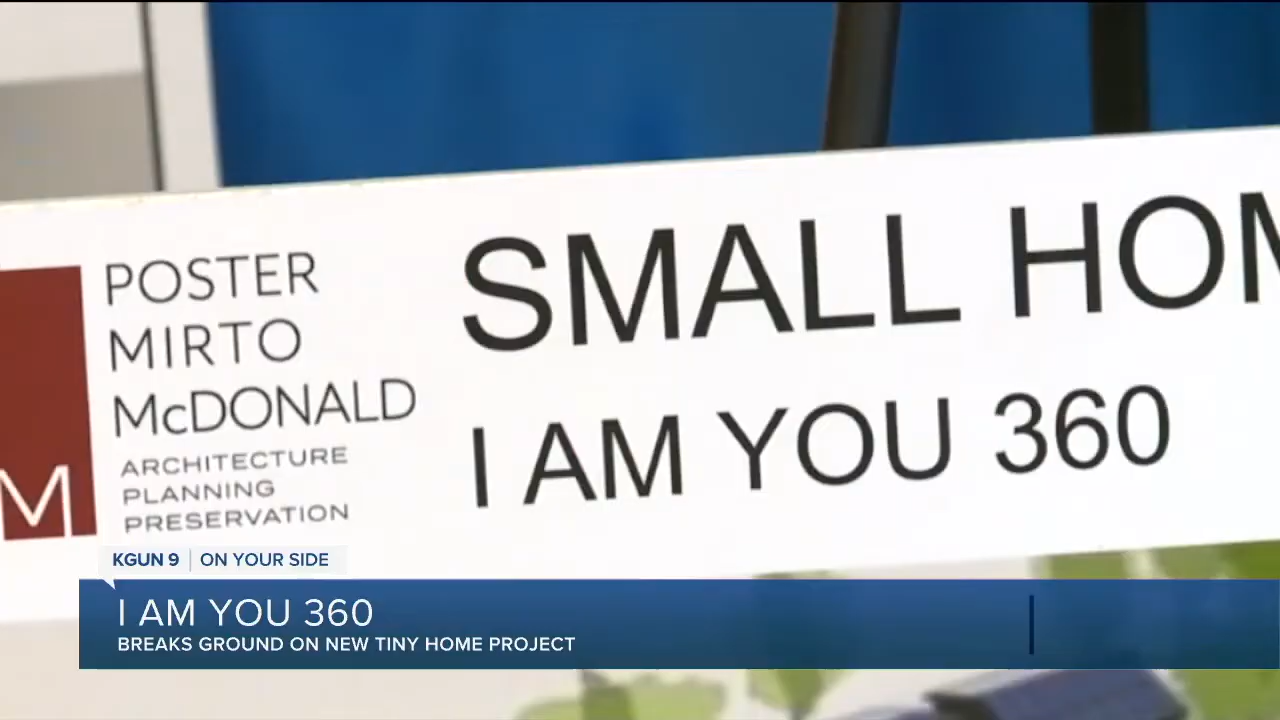 POSTER
MIRTO
McDONALD
ARCHITECTURE
PLANNING
PRESERVATION
M
SMALL HOM
I AM YOU 360
KGUN 9 | ON YOUR SIDE
I AM YOU 360
BREAKS GROUND ON NEW TINY HOME PROJECT